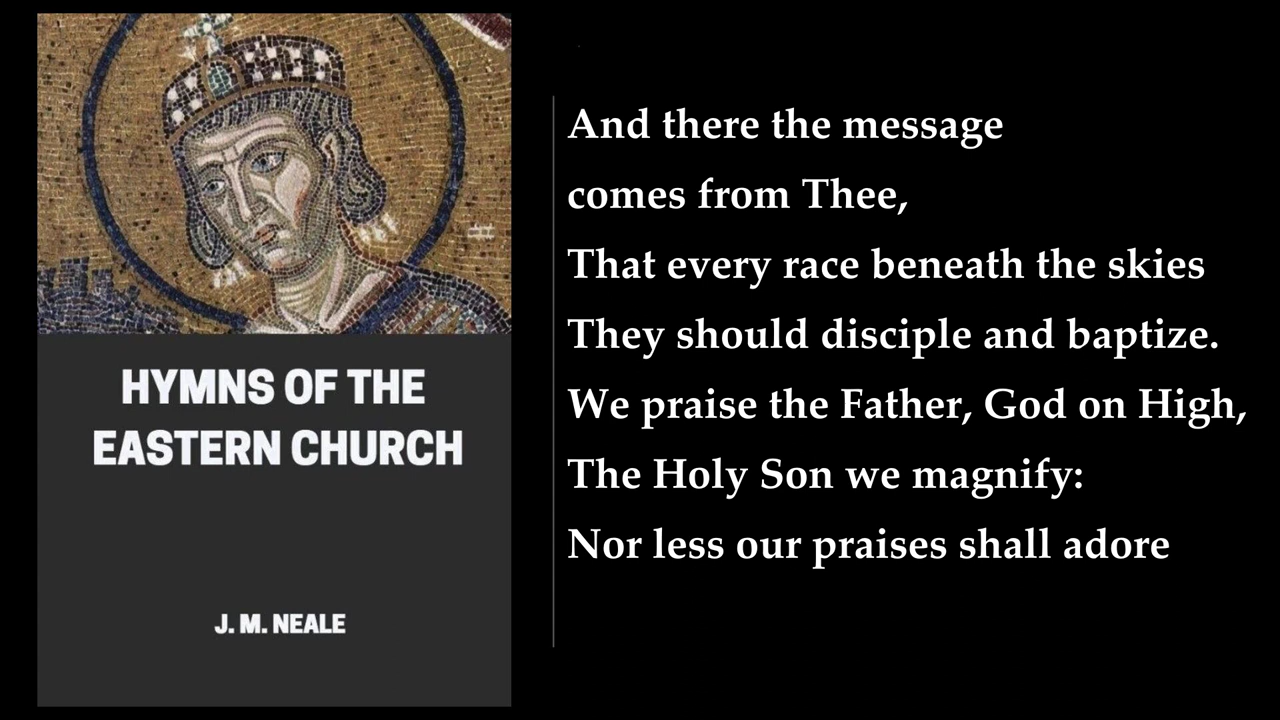 HYMNS OF THE
EASTERN CHURCH
J. M. NEALE
And there the message
comes from Thee,
That every race beneath the skies
They should disciple and baptize.
We praise the Father, God on High,
The Holy Son we magnify:
Nor less our praises shall adore